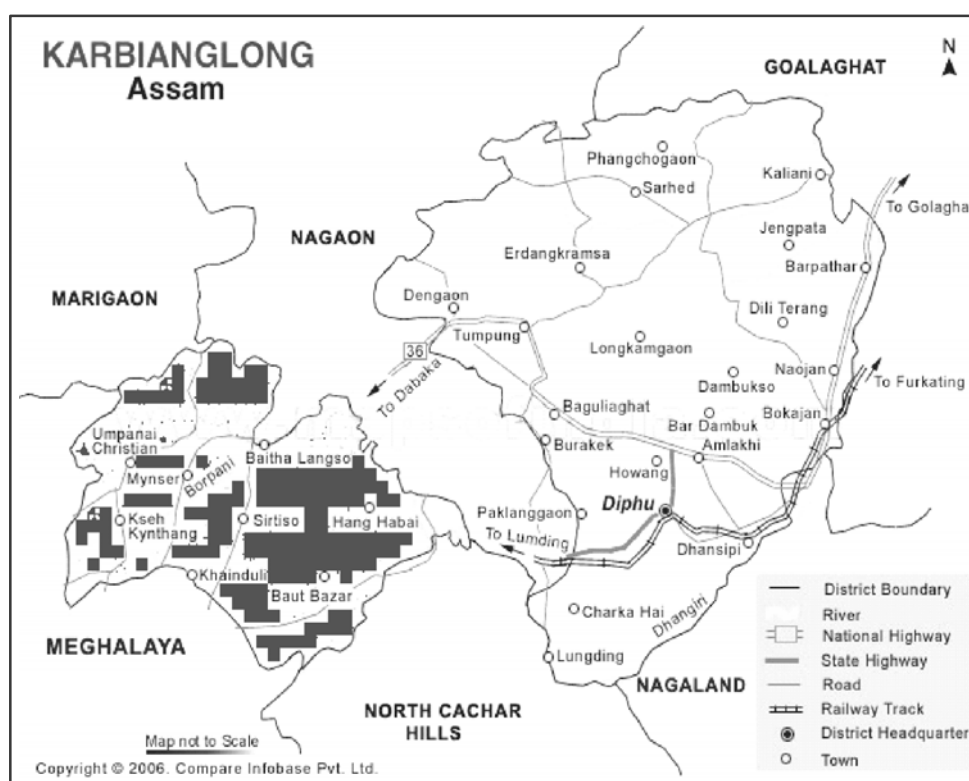 KARBIANGLONG
Assam
N
GOALAGHAT
Phangchogaon
Sarhed
Kaliani
To Golagha
NAGAON
Erdangkramsa
Jengpata
Barpathar
MARIGAON
Dengaon
Dili Terang
Tumpung
36
Longkamgaon
To Dabaka
Naojan
Dambukso
To Furkating
Baguliaghat
Bokajan
Bar Dambuk
Umpanai
Christian
Burakek
Amlakhi
Baitha Langso
Mynser
Borpani
Howang
Diphu
Paklanggaon
Kseh
Kynthang
Sirtiso
Hang Habai
To Lumding
Dhansipi
Khainduli
Baut Bazar
Charka Hai
Dhangiri
MEGHALAYA
Lungding
NAGALAND
NORTH CACHAR
HILLS
District Boundary
River
National Highway
State Highway
Road
Railway Track
District Headquarter
Town
Map not to Scale
Copyright © 2006. Compare Infobase Pvt. Ltd.